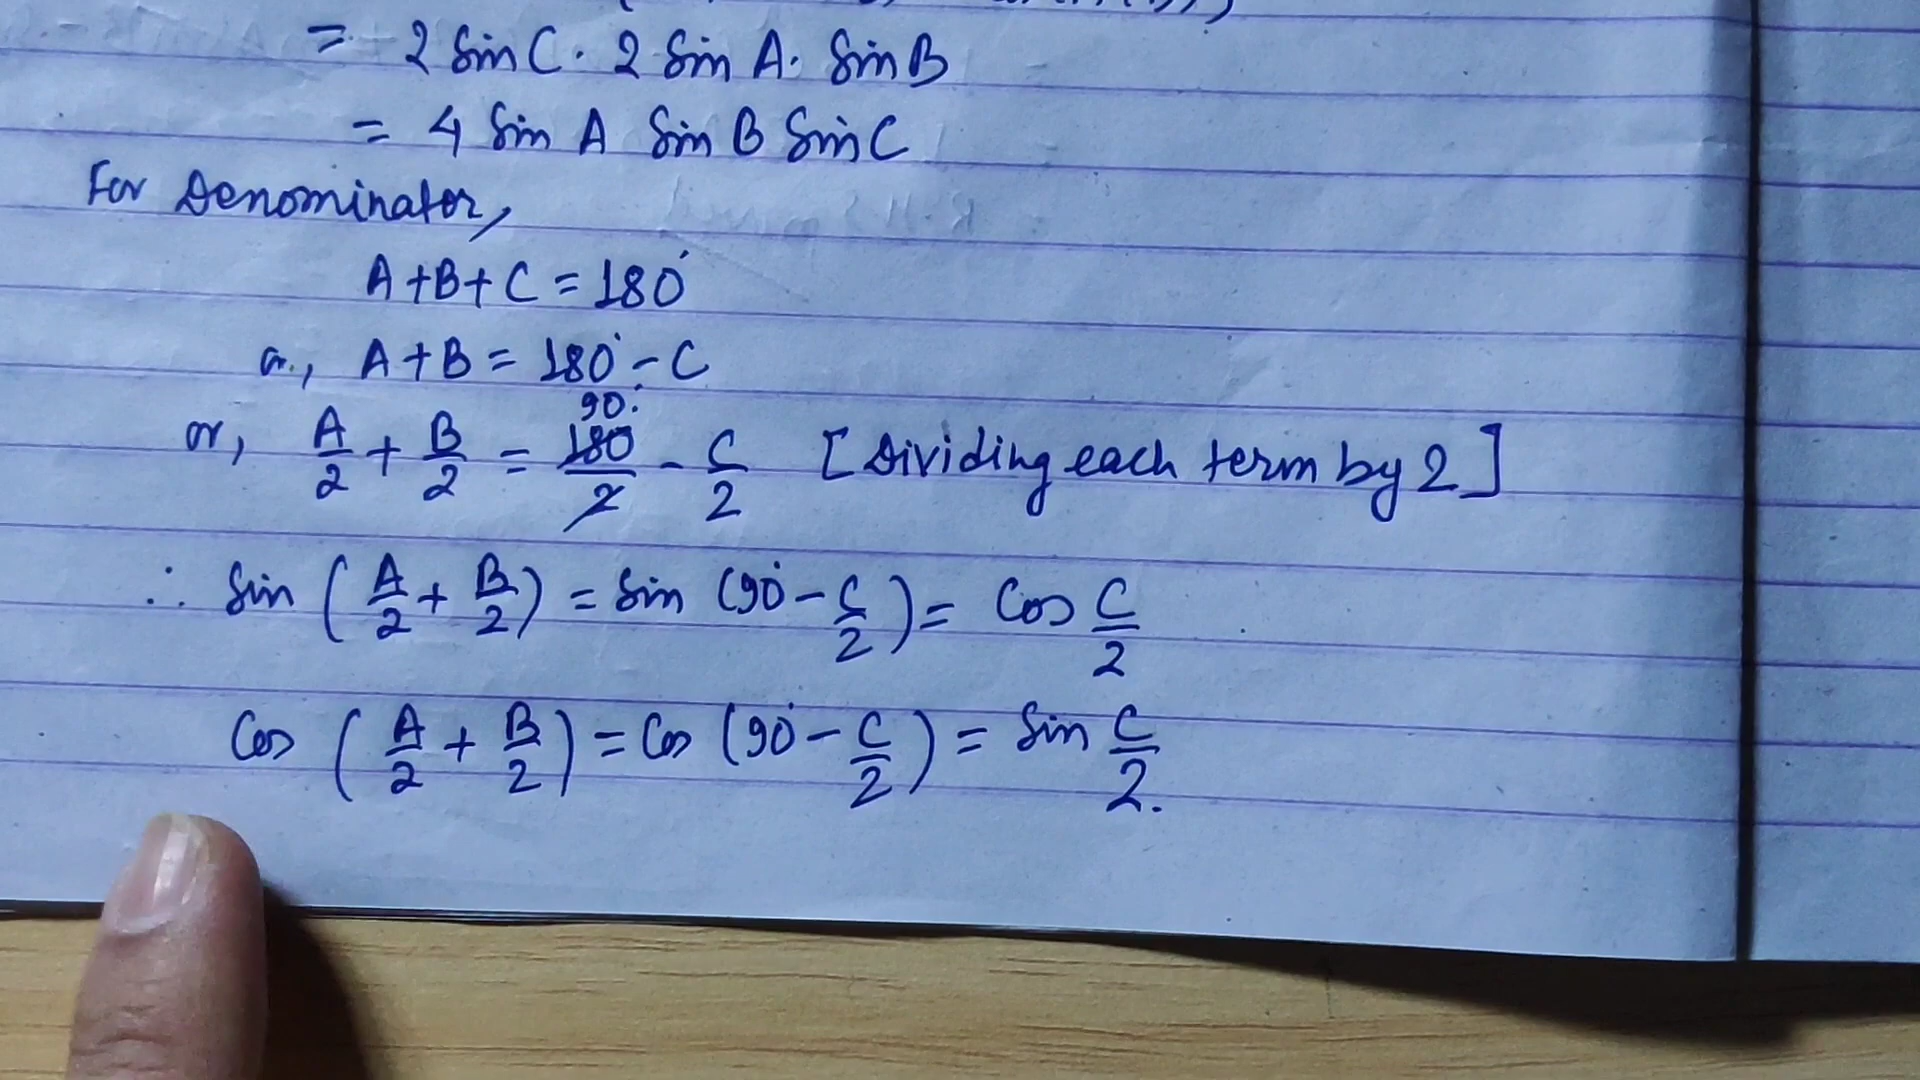 = 2 Sin C. 2 Sin A. Sin B
= 4 Sin A Sin B Sin C
For Denominator,
A+B+C = 180°
or, A+B = 180° - C
or, A/2 + B/2 = 180/2 90° - C/2 [Dividing each term by 2]
∴ Sin (A/2 + B/2) = Sin (90° - C/2) = Cos C/2
Cos (A/2 + B/2) = Cos (90° - C/2) = Sin C/2.